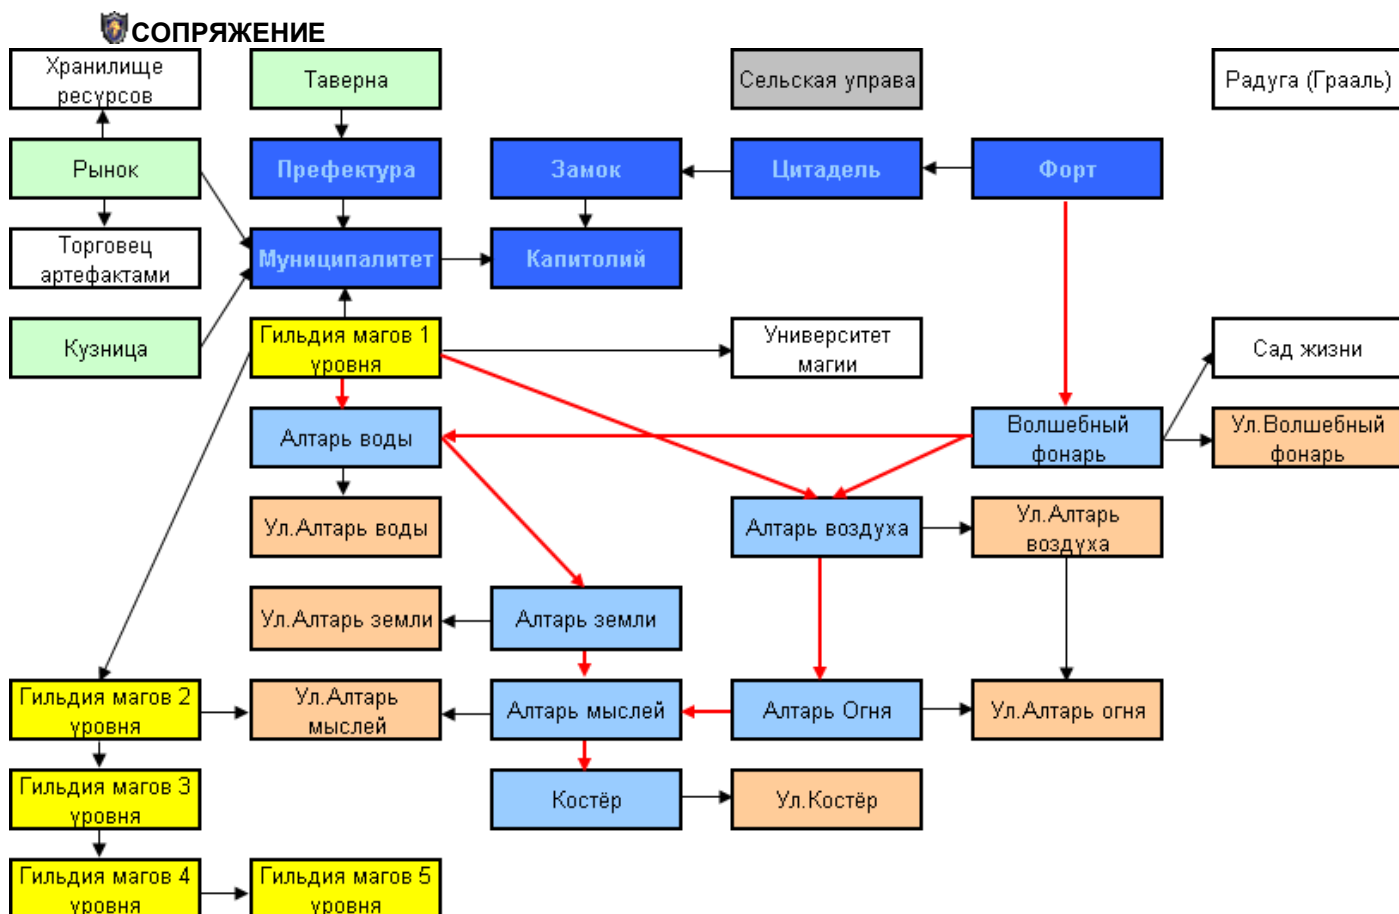 СОПРЯЖЕНИЕ
Хранилище
ресурсов
Таверна
Сельская управа
Радуга (Грааль)
Рынок
Префектура
Замок
Цитадель
Форт
Торговец
артефактами
Муниципалитет
Капитолий
Кузница
Гильдия магов 1
уровня
Университет
магии
Сад жизни
Алтарь воды
Волшебный
фонарь
Ул.Волшебный
фонарь
Ул.Алтарь воды
Алтарь воздуха
Ул.Алтарь
воздуха
Ул.Алтарь земли
Алтарь земли
Гильдия магов 2
уровня
Ул.Алтарь
мыслей
Алтарь мыслей
Алтарь Огня
Ул.Алтарь огня
Гильдия магов 3
уровня
Костёр
Ул.Костёр
Гильдия магов 4
уровня
Гильдия магов 5
уровня